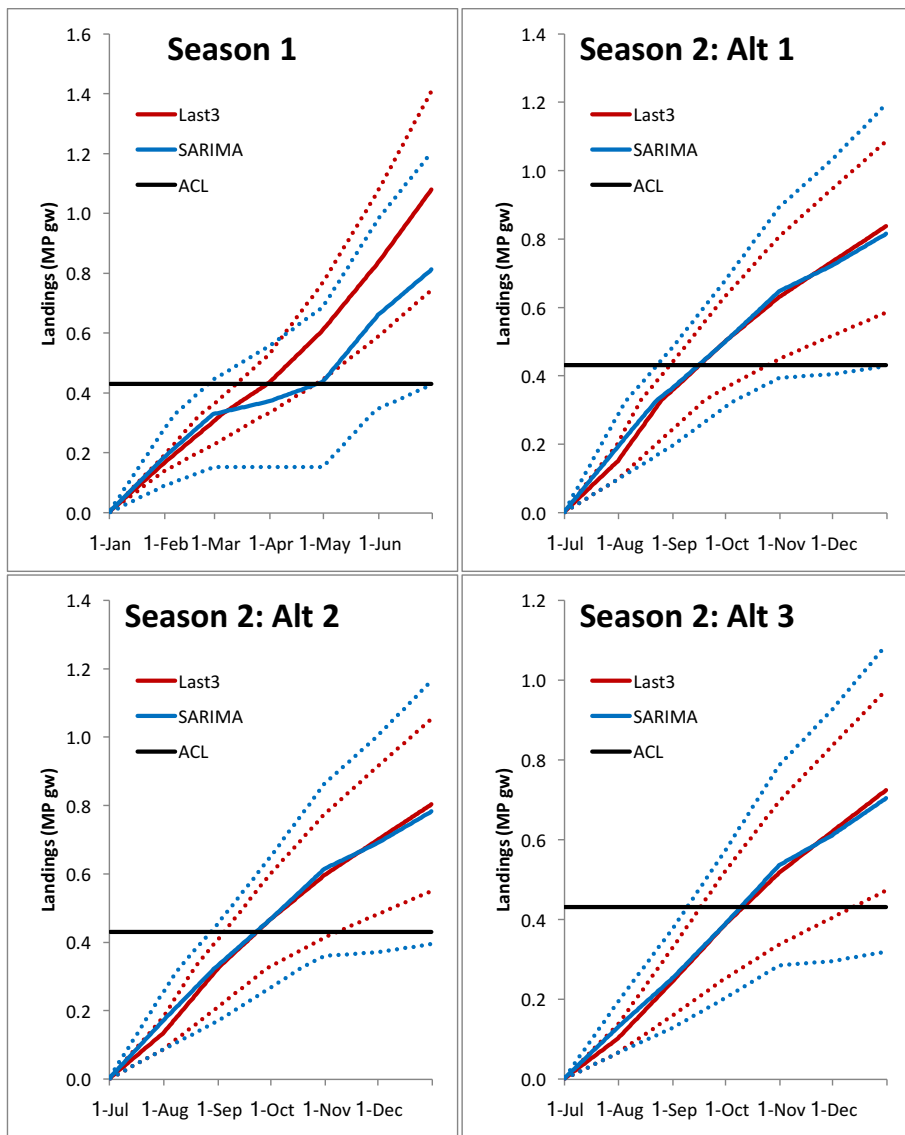 Season 1
Landings (MP gw)
1.6
1.4
1.2
1.0
0.8
0.6
0.4
0.2
0.0
Last3
SARIMA
ACL
1-Jan 1-Feb 1-Mar 1-Apr 1-May 1-Jun
Season 2: Alt 1
Landings (MP gw)
1.4
1.2
1.0
0.8
0.6
0.4
0.2
0.0
Last3
SARIMA
ACL
1-Jul 1-Aug 1-Sep 1-Oct 1-Nov 1-Dec
Season 2: Alt 2
Landings (MP gw)
1.4
1.2
1.0
0.8
0.6
0.4
0.2
0.0
Last3
SARIMA
ACL
1-Jul 1-Aug 1-Sep 1-Oct 1-Nov 1-Dec
Season 2: Alt 3
Landings (MP gw)
1.2
1.0
0.8
0.6
0.4
0.2
0.0
Last3
SARIMA
ACL
1-Jul 1-Aug 1-Sep 1-Oct 1-Nov 1-Dec